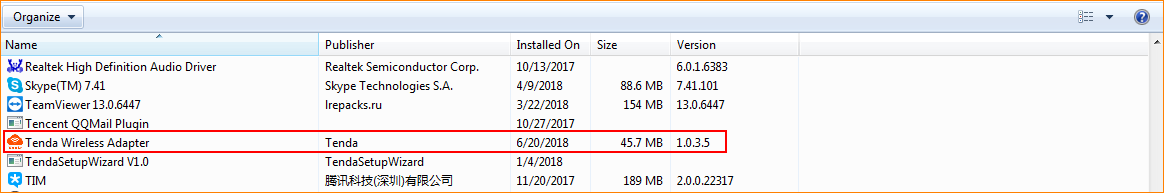 Organize
Name Publisher Installed On Size Version
Realtek High Definition Audio Driver Realtek Semiconductor Corp. 10/13/2017 6.0.1.6383
Skype(TM) 7.41 Skype Technologies S.A. 4/9/2018 88.6 MB 7.41.101
TeamViewer 13.0.6447 lrepacks.ru 3/22/2018 154 MB 13.0.6447
Tencent QQMail Plugin 10/27/2017
Tenda Wireless Adapter Tenda 6/20/2018 45.7 MB 1.0.3.5
TendaSetupWizard V1.0 TendaSetupWizard 1/4/2018
TIM 腾讯科技(深圳)有限公司 11/20/2017 189 MB 2.0.0.22317